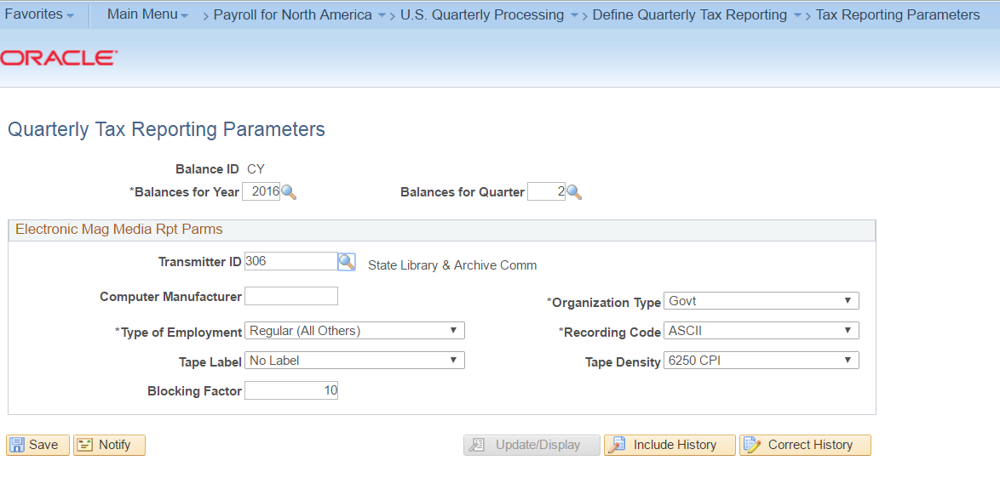 Favorites Main Menu > Payroll for North America > U.S. Quarterly Processing > Define Quarterly Tax Reporting > Tax Reporting Parameters
ORACLE
Quarterly Tax Reporting Parameters
Balance ID CY
*Balances for Year 2016 Balances for Quarter 2
Electronic Mag Media Rpt Parms
Transmitter ID 306 State Library & Archive Comm
Computer Manufacturer *Organization Type Govt
*Type of Employment Regular (All Others) *Recording Code ASCII
Tape Label No Label Tape Density 6250 CPI
Blocking Factor 10
Save Notify Update/Display Include History Correct History